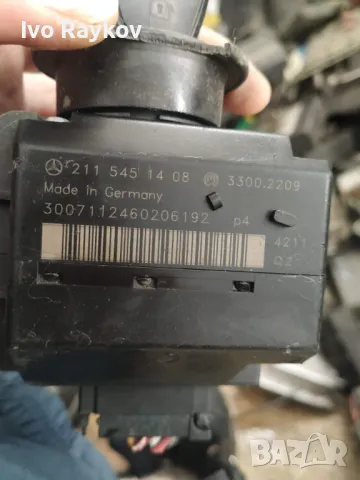 Ivo Raykov
211 545 14 08 3300.2209
Made in Germany
3007112460206192 p4
4211
02
BAZAR